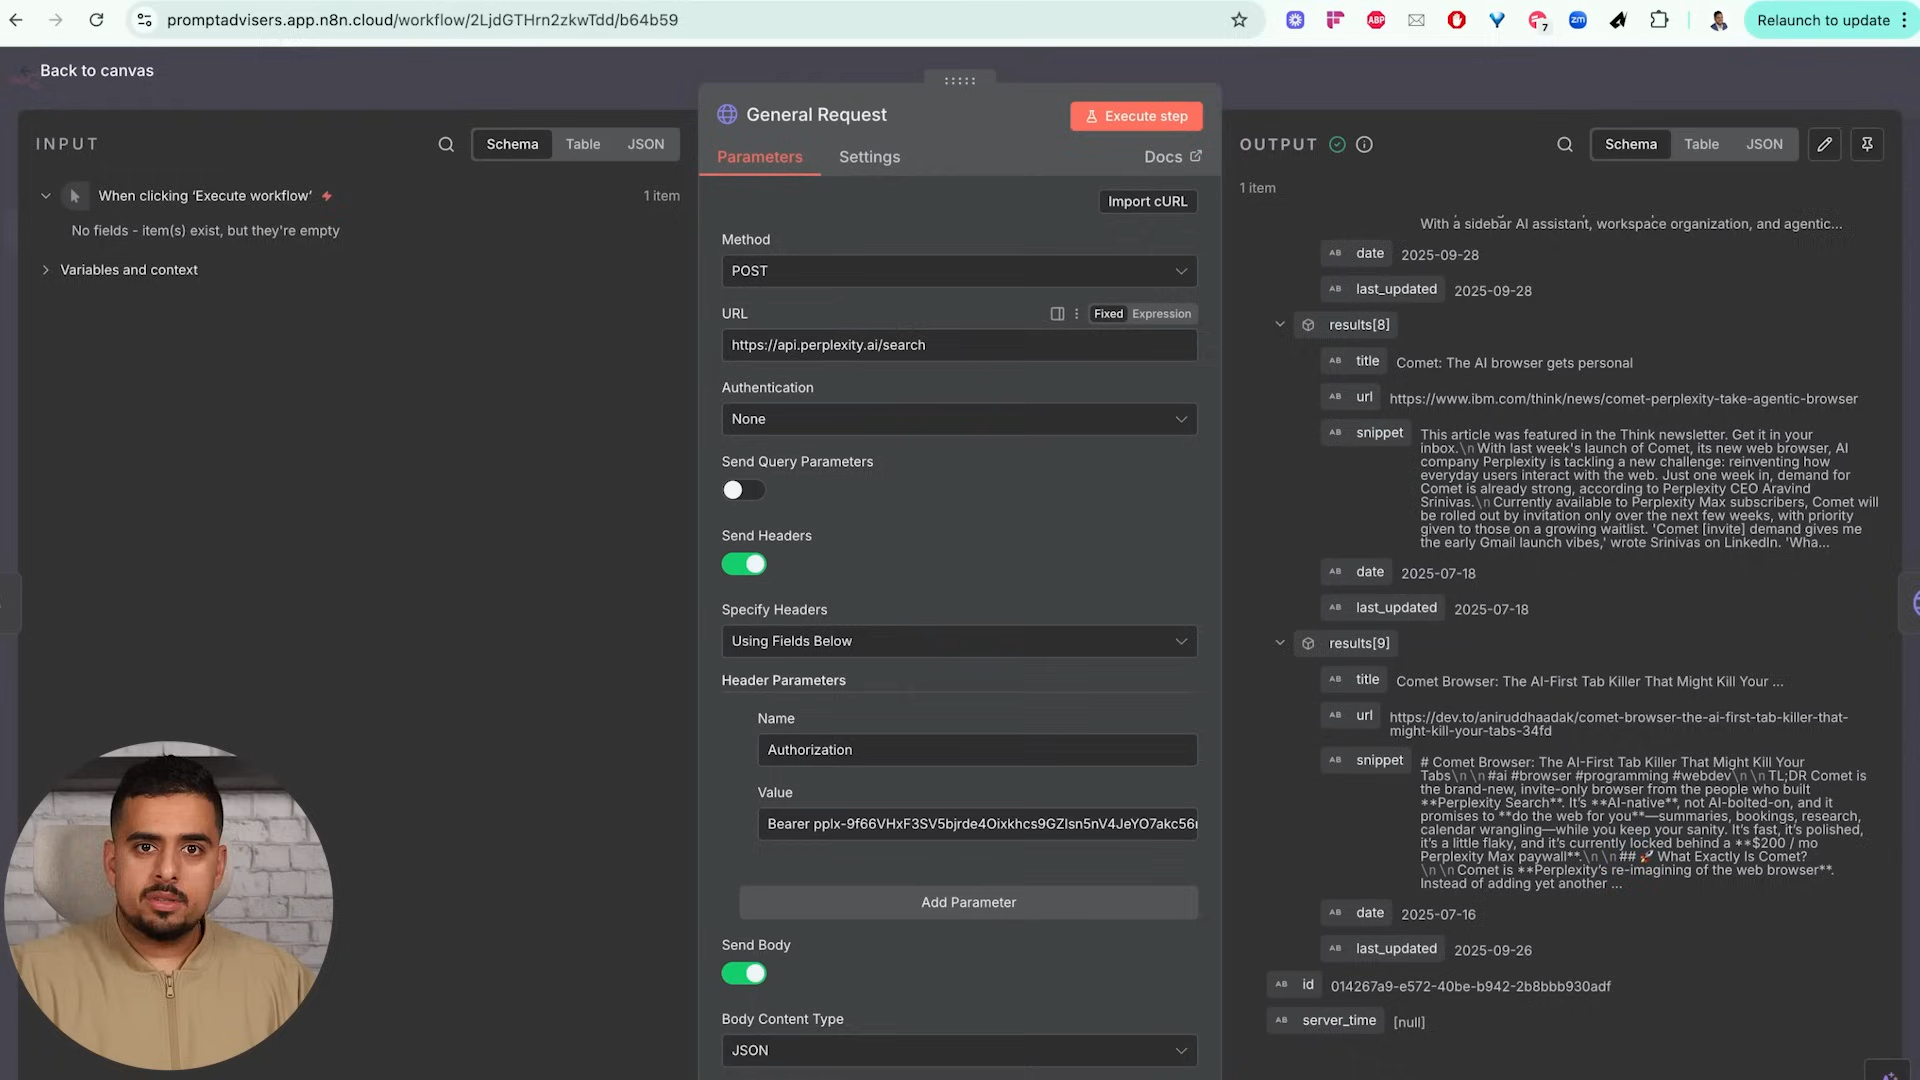 promptadvisers.app.n8n.cloud/workflow/2LjdGTHrn2zkwTdd/b64b59
ABP
7
zm
Relaunch to update
Back to canvas
INPUT
Schema
Table
JSON
When clicking ‘Execute workflow’
1 item
No fields - item(s) exist, but they're empty
Variables and context
General Request
Execute step
Parameters
Settings
Docs
Import cURL
Method
POST
URL
Fixed
Expression
https://api.perplexity.ai/search
Authentication
None
Send Query Parameters
Send Headers
Specify Headers
Using Fields Below
Header Parameters
Name
Authorization
Value
Bearer pplx-9f66VHxF3SV5bjrde4Oixkhcs9GZlsn5nV4JeYO7akc56
Add Parameter
Send Body
Body Content Type
JSON
OUTPUT
Schema
Table
JSON
1 item
With a sidebar AI assistant, workspace organization, and agentic...
AB date 2025-09-28
AB last_updated 2025-09-28
results[8]
AB title Comet: The AI browser gets personal
AB url https://www.ibm.com/think/news/comet-perplexity-take-agentic-browser
AB snippet This article was featured in the Think newsletter. Get it in your
inbox.\n With last week's launch of Comet, its new web browser, AI
company Perplexity is tackling a new challenge: reinventing how
everyday users interact with the web. Just one week in, demand for
Comet is already strong, according to Perplexity CEO Aravind
Srinivas.\n Currently available to Perplexity Max subscribers, Comet will
be rolled out by invitation only over the next few weeks, with priority
given to those on a growing waitlist. 'Comet [invite] demand gives me
the early Gmail launch vibes,' wrote Srinivas on LinkedIn. 'Wha...
AB date 2025-07-18
AB last_updated 2025-07-18
results[9]
AB title Comet Browser: The AI-First Tab Killer That Might Kill Your ...
AB url https://dev.to/aniruddhaadak/comet-browser-the-ai-first-tab-killer-that-
might-kill-your-tabs-34fd
AB snippet # Comet Browser: The AI-First Tab Killer That Might Kill Your
Tabs\n \n #ai #browser #programming #webdev\n \n TL;DR Comet is
the brand-new, invite-only browser from the people who built
**Perplexity Search**. It’s **AI-native**, not AI-bolted-on, and it
promises to **do the web for you**—summaries, bookings, research,
calendar wrangling—while you keep your sanity. It’s fast, it’s polished,
it’s a little flaky, and it’s currently locked behind a **$200 / mo
Perplexity Max paywall**.\n \n ## 🚀 What Exactly Is Comet?
\n \n Comet is **Perplexity’s re-imagining of the web browser**.
Instead of adding yet another ...
AB date 2025-07-16
AB last_updated 2025-09-26
AB id 014267a9-e572-40be-b942-2b8bbb930adf
AB server_time [null]